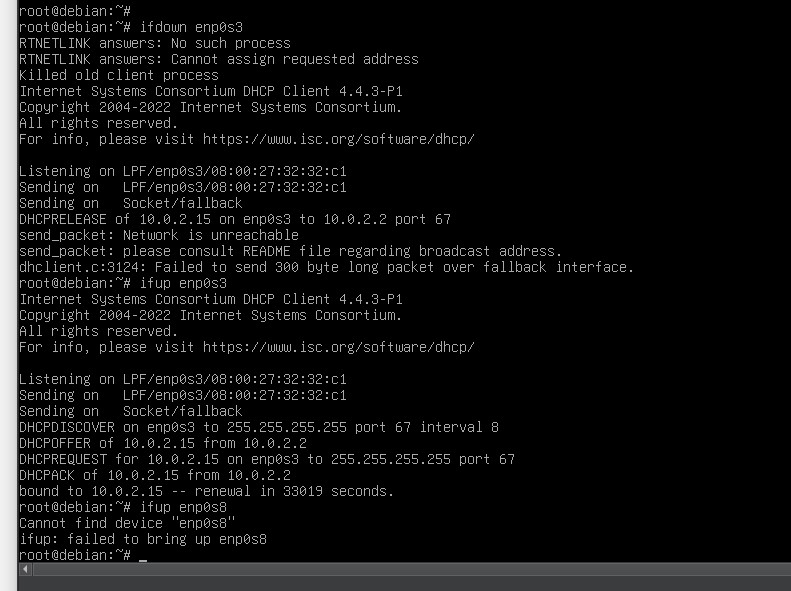 root@debian:~#
root@debian:~# ifdown enp0s3
RTNETLINK answers: No such process
RTNETLINK answers: Cannot assign requested address
Killed old client process
Internet Systems Consortium DHCP Client 4.4.3-P1
Copyright 2004-2022 Internet Systems Consortium.
All rights reserved.
For info, please visit https://www.isc.org/software/dhcp/

Listening on LPF/enp0s3/08:00:27:32:32:c1
Sending on   LPF/enp0s3/08:00:27:32:32:c1
Sending on   Socket/fallback
DHCPRELEASE of 10.0.2.15 on enp0s3 to 10.0.2.2 port 67
send_packet: Network is unreachable
send_packet: please consult README file regarding broadcast address.
dhclient.c:3124: Failed to send 300 byte long packet over fallback interface.
root@debian:~# ifup enp0s3
Internet Systems Consortium DHCP Client 4.4.3-P1
Copyright 2004-2022 Internet Systems Consortium.
All rights reserved.
For info, please visit https://www.isc.org/software/dhcp/

Listening on LPF/enp0s3/08:00:27:32:32:c1
Sending on   LPF/enp0s3/08:00:27:32:32:c1
Sending on   Socket/fallback
DHCPDISCOVER on enp0s3 to 255.255.255.255 port 67 interval 8
DHCPOFFER of 10.0.2.15 from 10.0.2.2
DHCPREQUEST for 10.0.2.15 on enp0s3 to 255.255.255.255 port 67
DHCPACK of 10.0.2.15 from 10.0.2.2
bound to 10.0.2.15 -- renewal in 33019 seconds.
root@debian:~# ifup enp0s8
Cannot find device "enp0s8"
ifup: failed to bring up enp0s8
root@debian:~# _